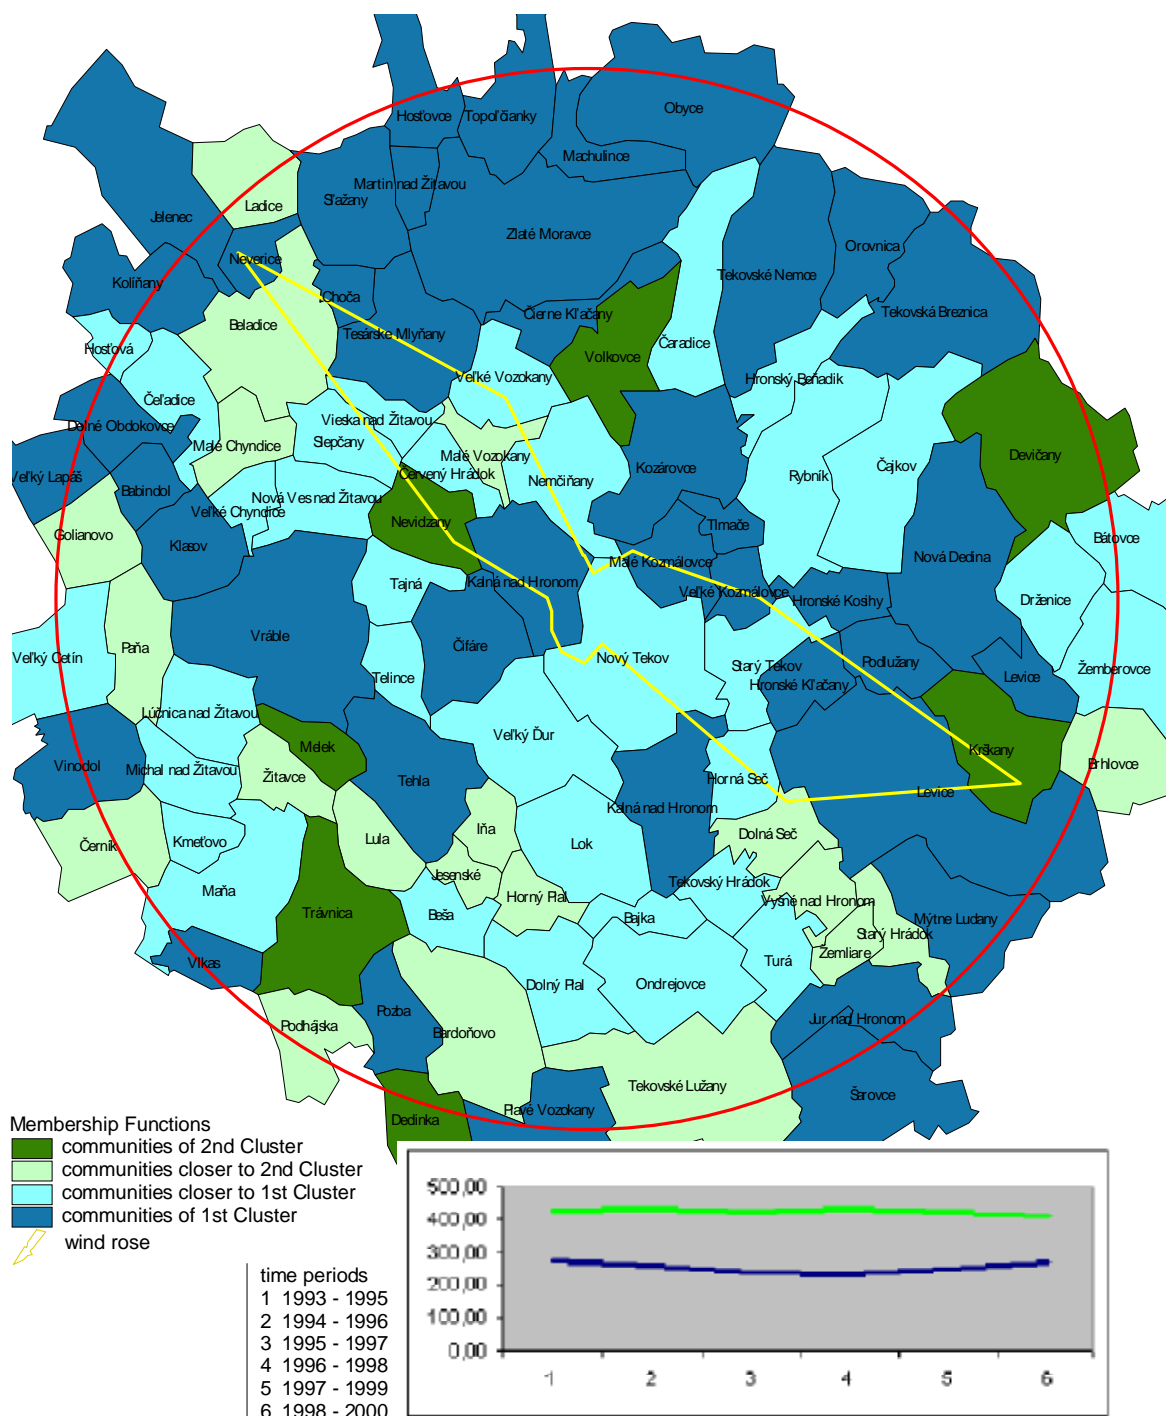 Hosťovce
Topoľčianky
Obyce
Machulince
Martin nad Žitavou
Sľažany
Ladice
Jelenec
Zlaté Moravce
Orovnica
Neverice
Tekovské Nemce
Kolíňany
Choča
Tekovská Breznica
Čierne Kľačany
Beladice
Tesárske Mlyňany
Čaradice
Hosťová
Volkovce
Veľké Vozokany
Hronský Beňadik
Čeľadice
Vieska nad Žitavou
Dolné Obdokovce
Slepčany
Malé Chyndice
Malé Vozokany
Devičany
Kozárovce
Čajkov
Veľký Lapáš
Červený Hrádok
Nemčiňany
Rybník
Babindol
Nová Ves nad Žitavou
Veľké Chyndice
Nevidzany
Tlmače
Golianovo
Klasov
Bátovce
Nová Dedina
Malé Kozmálovce
Tajná
Kalná nad Hronom
Veľké Kozmálovce
Hronské Kosihy
Drženice
Vráble
Paňa
Čifáre
Veľký Cetín
Nový Tekov
Starý Tekov
Podlužany
Žemberovce
Telince
Hronské Kľačany
Levice
Lúčnica nad Žitavou
Veľký Ďur
Melek
Krškany
Vinodol
Michal nad Žitavou
Žitavce
Tehla
Horná Seč
Brhlovce
Levice
Kalná nad Hronom
Iňa
Dolná Seč
Kmeťovo
Lula
Lok
Černík
Jesenské
Tekovský Hrádok
Maňa
Horný Pial
Vyšné nad Hronom
Trávnica
Beša
Bajka
Mýtne Ludany
Starý Hrádok
Žemliare
Vlkas
Turá
Dolný Pial
Ondrejovce
Pozba
Jur nad Hronom
Podhájska
Bardoňovo
Tekovské Lužany
Šarovce
Plavé Vozokany
Dedinka
Membership Functions
communities of 2nd Cluster
communities closer to 2nd Cluster
communities closer to 1st Cluster
communities of 1st Cluster
wind rose
time periods
1 1993 - 1995
2 1994 - 1996
3 1995 - 1997
4 1996 - 1998
5 1997 - 1999
6 1998 - 2000
500,00
400,00
300,00
200,00
100,00
0,00
1 2 3 4 5 6